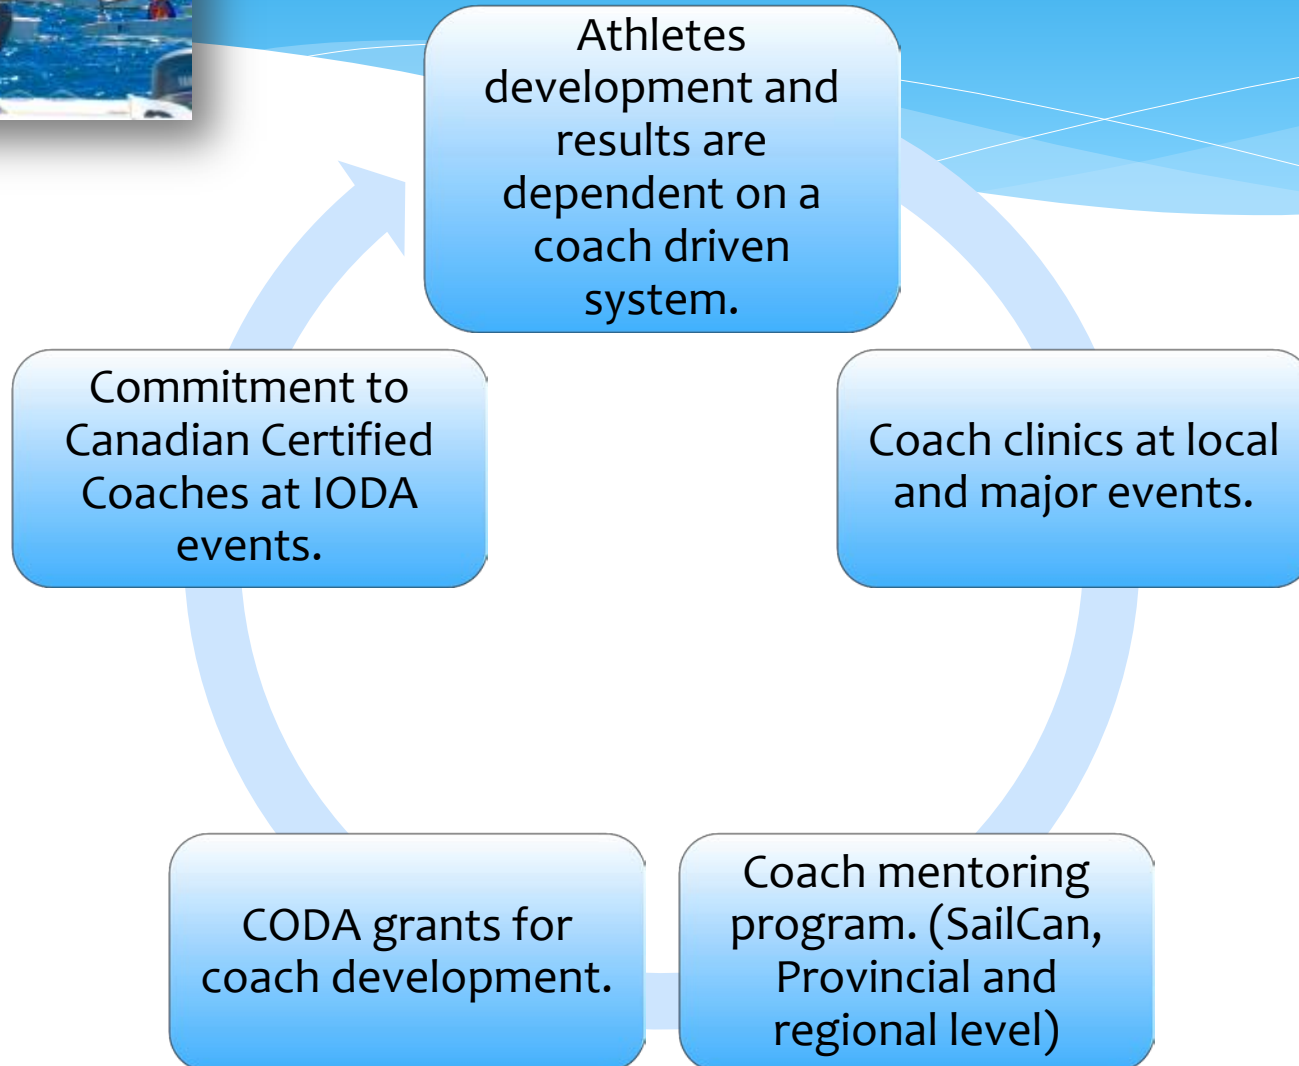 Athletes
development and
results are
dependent on a
coach driven
system.
Coach clinics at local
and major events.
Coach mentoring
program. (SailCan,
Provincial and
regional level)
CODA grants for
coach development.
Commitment to
Canadian Certified
Coaches at IODA
events.